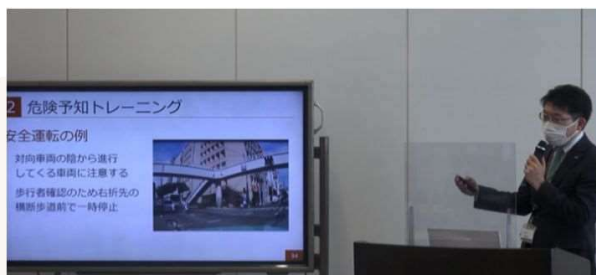 2 危険予知トレーニング
安全運転の例
対向車両の陰から進行
してくる車両に注意する
歩行者確認のため右折先の
横断歩道前で一時停止